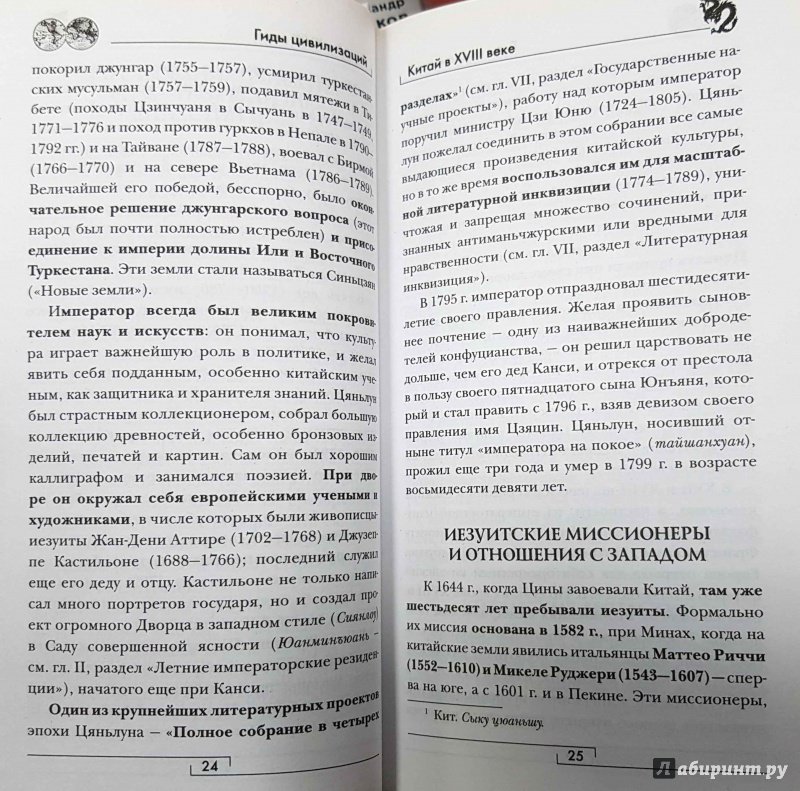 кандр
КОВ
Гиды цивилизаций
покорил джунгар (1755—1757), усмирил туркестан-
ских мусульман (1757—1759), подавил мятежи в Ти-
бете (походы Цзинчуаня в Сычуань в 1747—1749,
1771—1776 и поход против гуркхов в Непале в 1790—
1792 гг.) и на Тайване (1787—1788), воевал с Бирмой
(1766—1770) и на севере Вьетнама (1786—1789).
Величайшей его победой, бесспорно, было окон-
чательное решение джунгарского вопроса (этот
народ был почти полностью истреблен) и присо-
единение к империи долины Или и Восточного
Туркестана. Эти земли стали называться Синьцзян
(«Новые земли»).
Император всегда был великим покрови-
телем наук и искусств: он понимал, что культу-
ра играет важнейшую роль в политике, и желал
явить себя подданным, особенно китайским уче-
ным, как защитника и хранителя знаний. Цяньлун
был страстным коллекционером, собрал большую
коллекцию древностей, особенно бронзовых из-
делий, печатей и картин. Сам он был хорошим
каллиграфом и занимался поэзией. При дво-
ре он окружал себя европейскими учеными и
художниками, в числе которых были живописцы-
иезуиты Жан-Дени Аттире (1702—1768) и Джузеп-
пе Кастильоне (1688—1766); последний служил
еще его деду и отцу. Кастильоне не только напи-
сал много портретов государя, но и создал про-
ект огромного Дворца в западном стиле (Сиянлоу)
в Саду совершенной ясности (Юанминъюань —
см. гл. II, раздел «Летние императорские резиден-
ции»), начатого еще при Канси.
Один из крупнейших литературных проектов
эпохи Цяньлуна — «Полное собрание в четырех
24
Китай в XVIII веке
разделах»¹ (см. гл. VII, раздел «Государственные на-
учные проекты»), работу над которым император
поручил министру Цзи Юню (1724—1805). Цянь-
лун пожелал соединить в этом собрании все самые
выдающиеся произведения китайской культуры,
но в то же время воспользовался им для масштаб-
ной литературной инквизиции (1774—1789), уни-
чтожая и запрещая множество сочинений, при-
знанных антиманьчжурскими или вредными для
нравственности (см. гл. VII, раздел «Литературная
инквизиция»).
В 1795 г. император отпраздновал шестидесяти-
летие своего правления. Желая проявить сынов-
нее почтение — одну из наиважнейших доброде-
телей конфуцианства, — он решил царствовать не
дольше, чем его дед Канси, и отрекся от престола
в пользу своего пятнадцатого сына Юнъяня, кото-
рый и стал править с 1796 г., взяв девизом своего
правления имя Цзяцин. Цяньлун, носивший от-
ныне титул «императора на покое» (тайшанхуан),
прожил еще три года и умер в 1799 г. в возрасте
восьмидесяти девяти лет.
ИЕЗУИТСКИЕ МИССИОНЕРЫ
И ОТНОШЕНИЯ С ЗАПАДОМ
К 1644 г., когда Цины завоевали Китай, там уже
шестьдесят лет пребывали иезуиты. Формально
их миссия основана в 1582 г., при Минах, когда на
китайские земли явились итальянцы Маттео Риччи
(1552—1610) и Микеле Руджери (1543—1607) — спер-
ва на юге, а с 1601 г. и в Пекине. Эти миссионеры,
¹ Кит. Сыку цюаньшу.
25
Лабиринт.ру